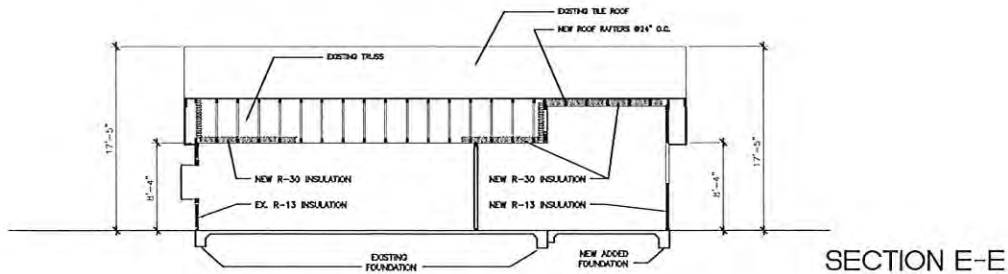 EXISTING TILE ROOF
NEW ROOF RAFTERS @24" O.C.
EXISTING TRUSS
17'-5"
8'-4"
NEW R-30 INSULATION
EX. R-13 INSULATION
NEW R-30 INSULATION
NEW R-13 INSULATION
8'-4"
17'-5"
EXISTING
FOUNDATION
NEW ADDED
FOUNDATION
SECTION E-E